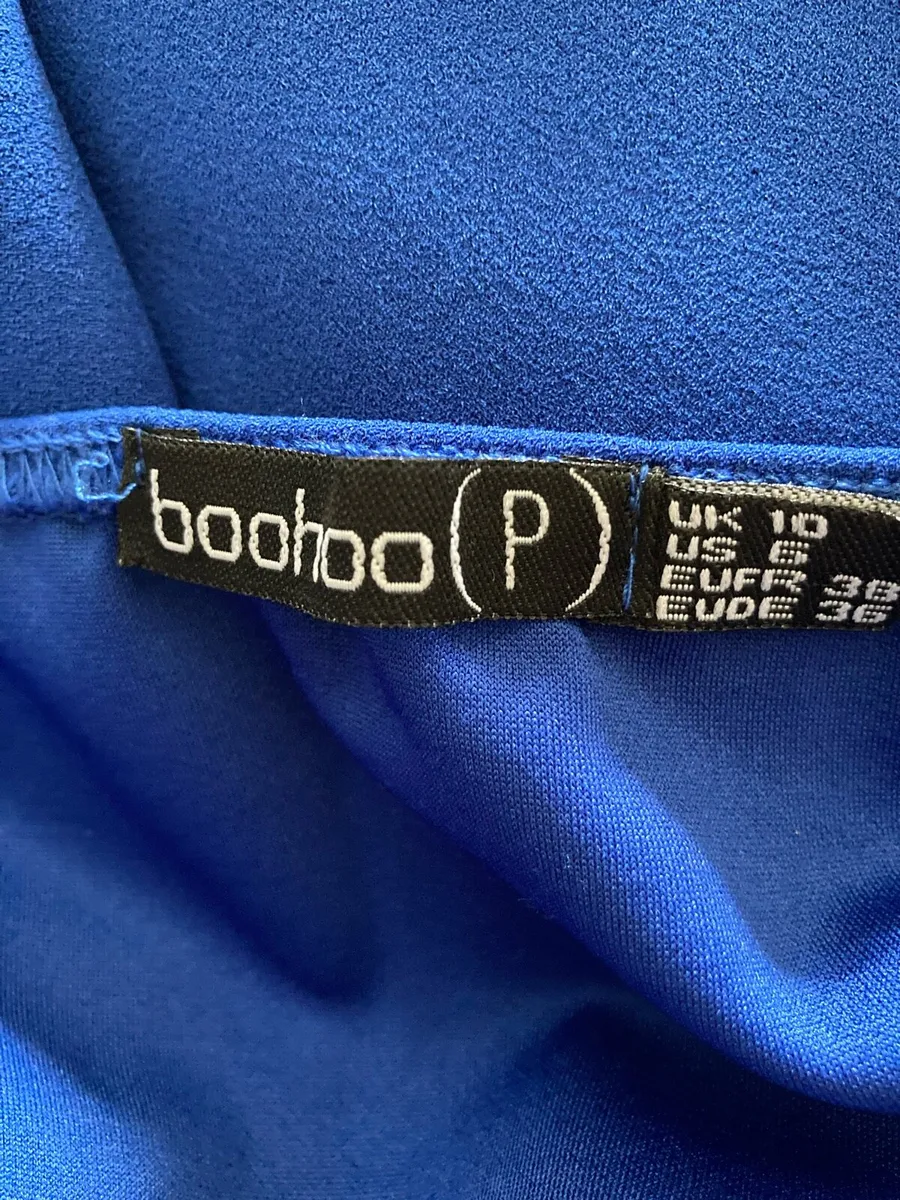 boohoo (P)
UK 10
US 6
EUFR 38
EUDE 36